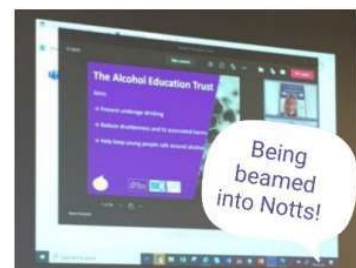 The Alcohol Education Trust
Aims:
→ Prevent underage drinking
→ Reduce drunkenness and its associated harms
→ Help keep young people safe around alcohol
Being
beamed
into Notts!